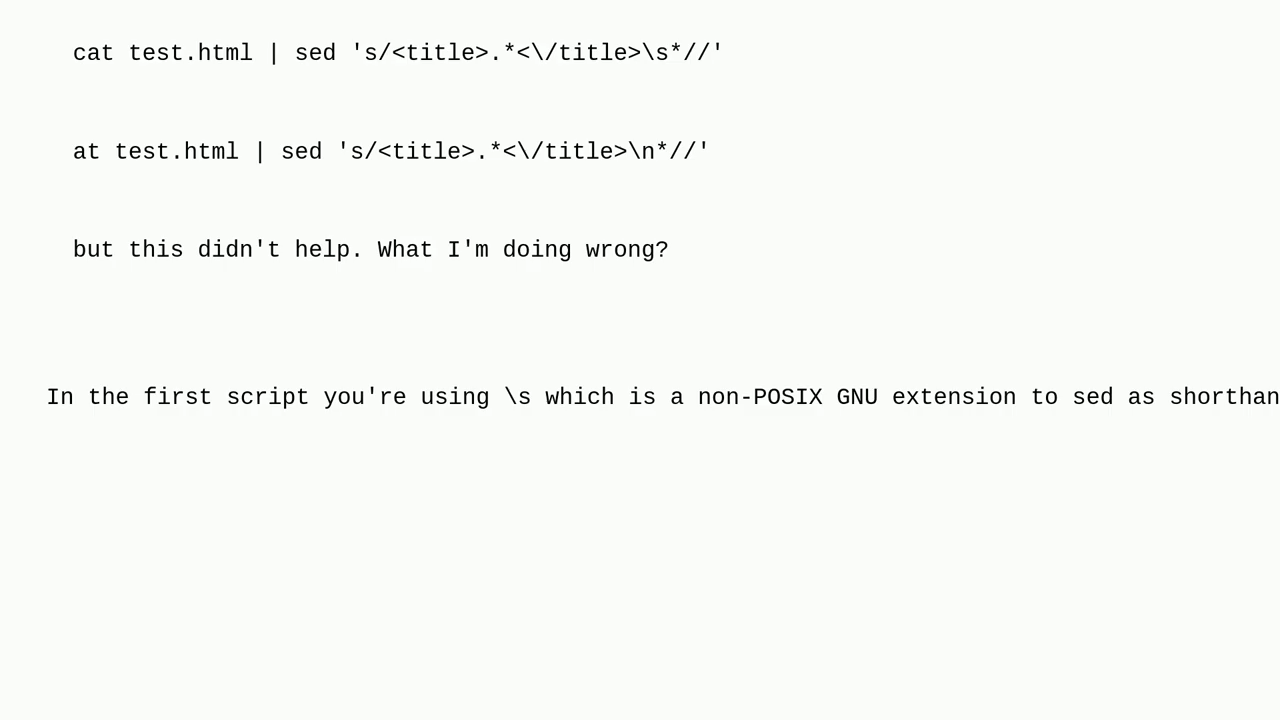 cat test.html | sed 's/<title>.*<\/title>\s*//'
at test.html | sed 's/<title>.*<\/title>\n*//'
but this didn't help. What I'm doing wrong?
In the first script you're using \s which is a non-POSIX GNU extension to sed as shorthan